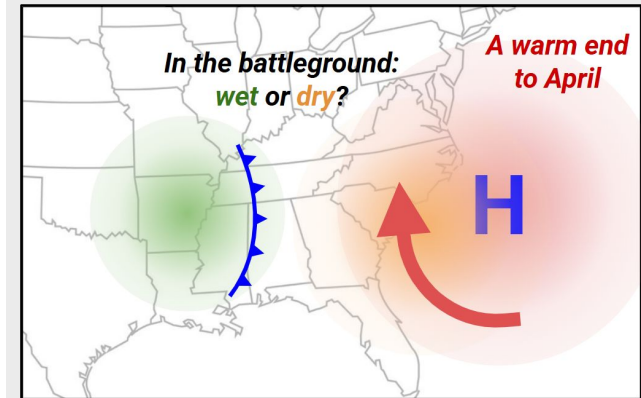 In the battleground:
wet or dry?
A warm end
to April
H